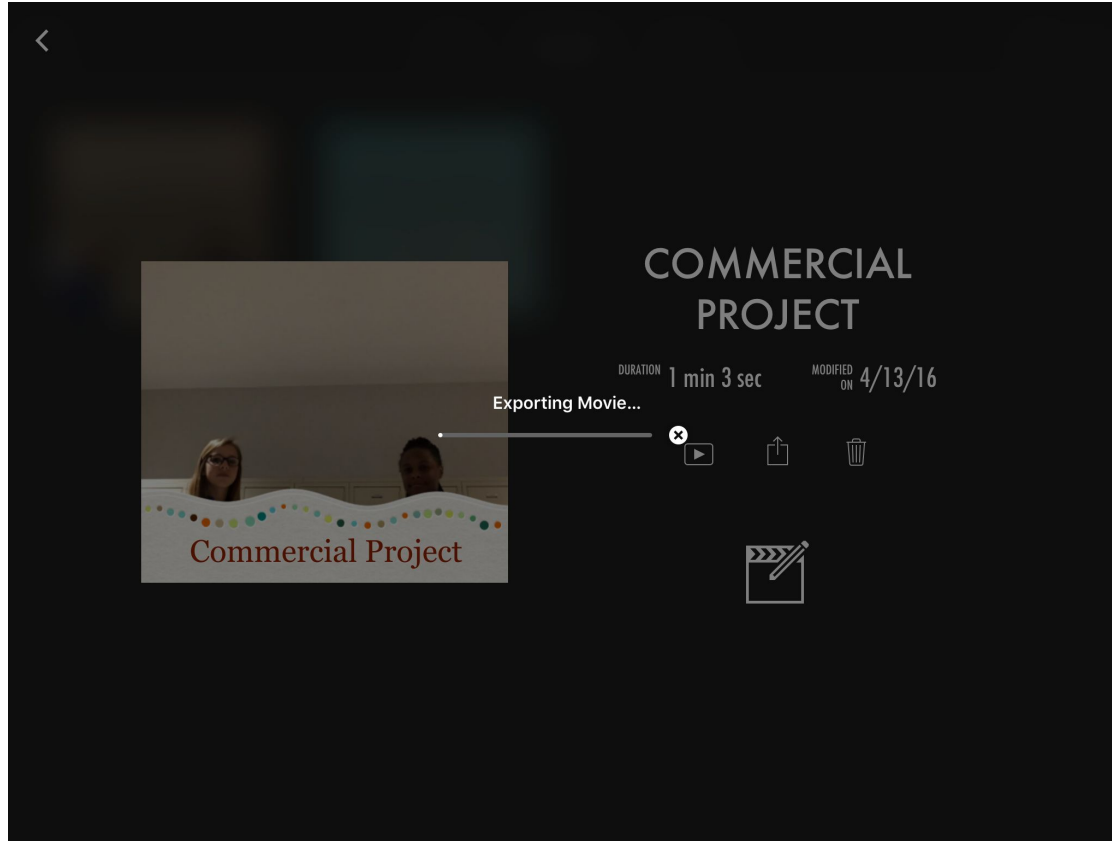 COMMERCIAL
PROJECT
DURATION 1 min 3 sec
MODIFIED ON 4/13/16
Exporting Movie...
Commercial Project